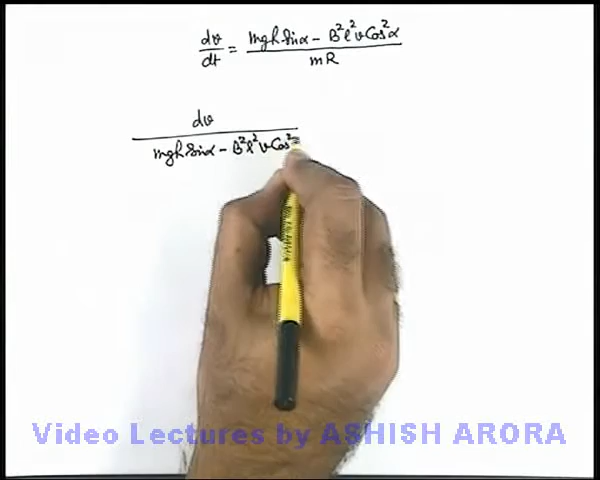 dv/dt = (mgR sinα − B²l²v Cos²α)/mR
dv/(mgR sinα − B²l²v Cos²
Video Lectures by ASHISH ARORA